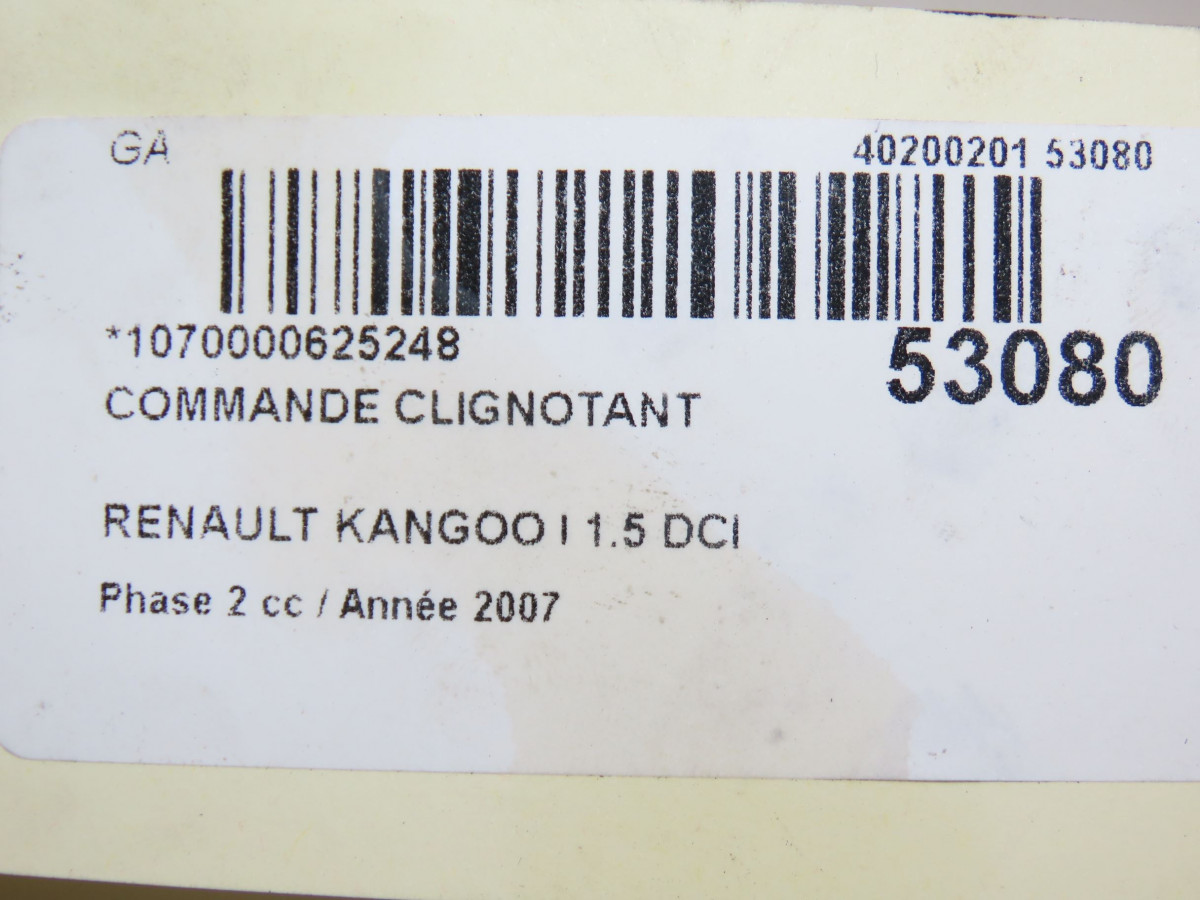 GA 40200201 53080
*1070000625248
53080
COMMANDE CLIGNOTANT
RENAULT KANGOO I 1.5 DCI
Phase 2 cc / Année 2007